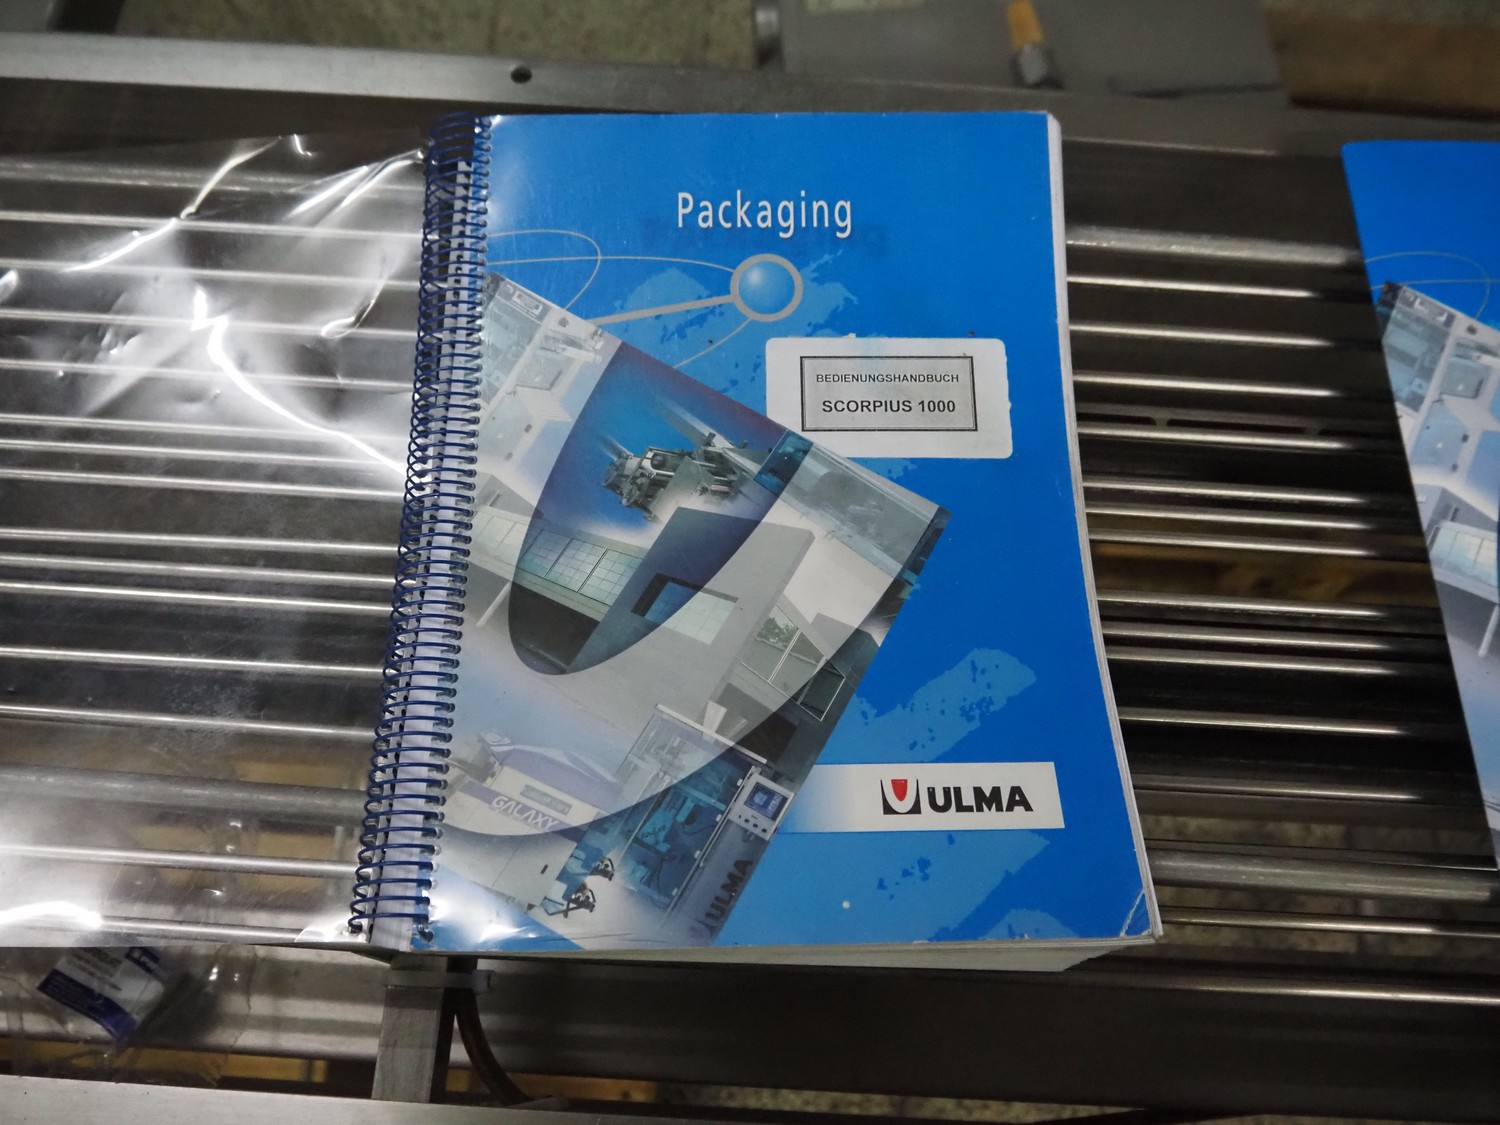 Packaging
BEDIENUNGSHANDBUCH
SCORPIUS 1000
GALAXY
ULMA
ULMA